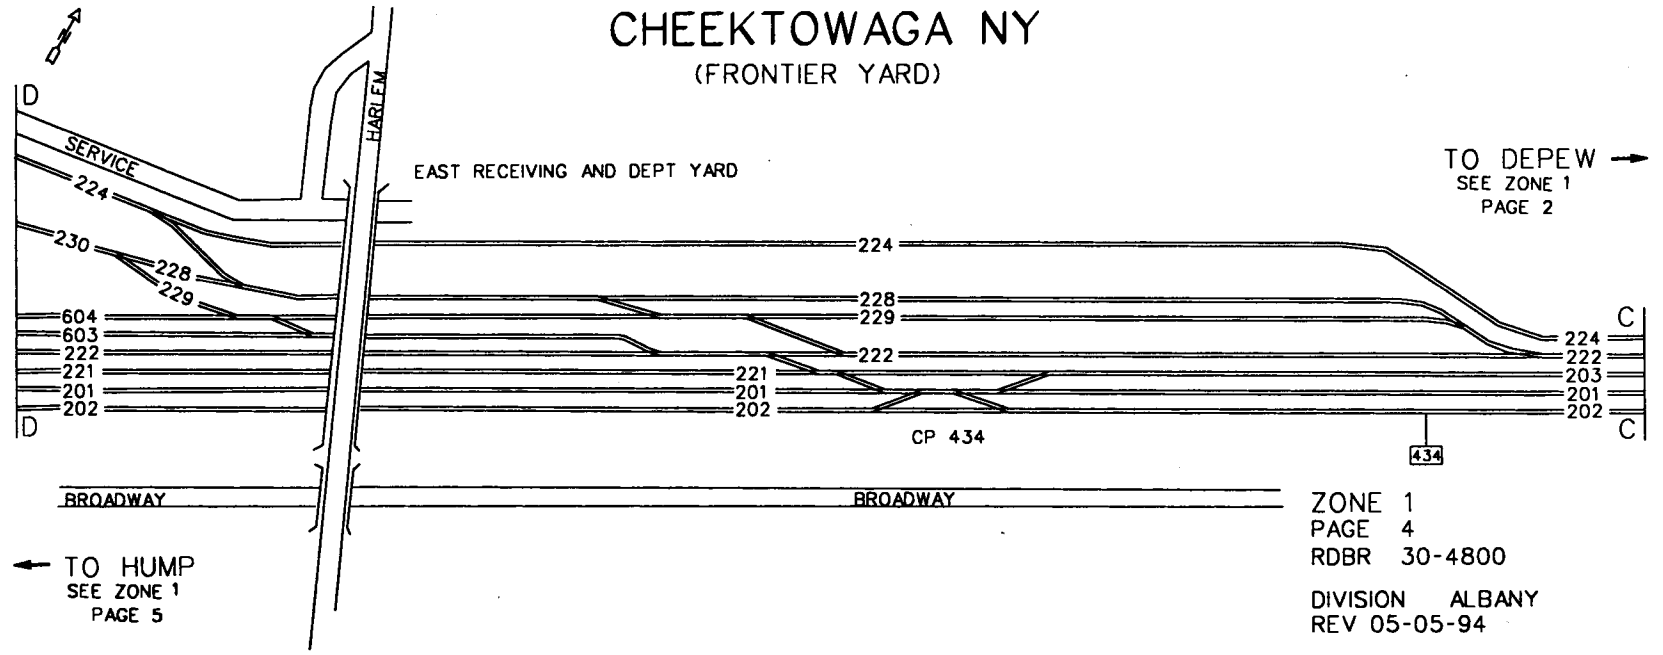 CHEEKTOWAGA NY
(FRONTIER YARD)
N
D
HARLEM
SERVICE
EAST RECEIVING AND DEPT YARD
TO DEPEW
SEE ZONE 1
PAGE 2
224
230
228
229
604
603
222
221
201
202
D
224
228
229
222
221
201
202
C
224
222
203
201
202
C
CP 434
434
BROADWAY
BROADWAY
TO HUMP
SEE ZONE 1
PAGE 5
ZONE 1
PAGE 4
RDBR 30-4800
DIVISION ALBANY
REV 05-05-94